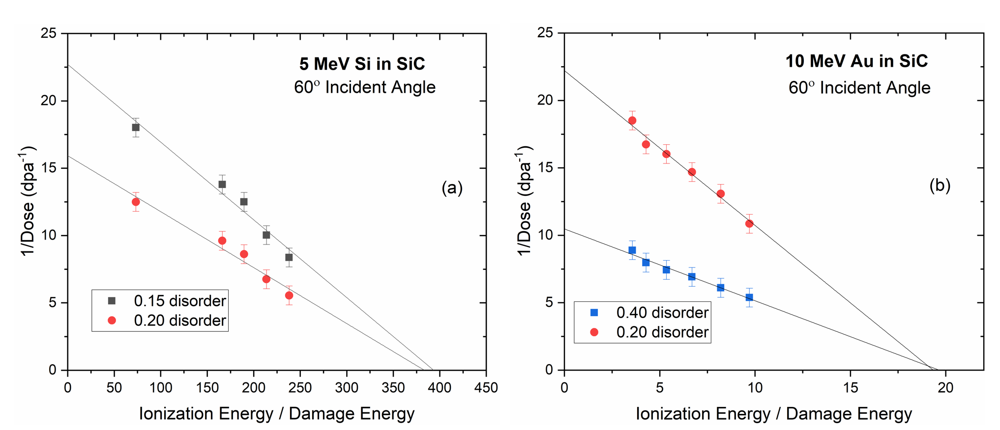 25
20
15
10
5
0
0
50
100
150
200
250
300
350
400
450
1/Dose (dpa⁻¹)
Ionization Energy / Damage Energy
5 MeV Si in SiC
60º Incident Angle
(a)
0.15 disorder
0.20 disorder
25
20
15
10
5
0
0
5
10
15
20
1/Dose (dpa⁻¹)
Ionization Energy / Damage Energy
10 MeV Au in SiC
60º Incident Angle
(b)
0.40 disorder
0.20 disorder